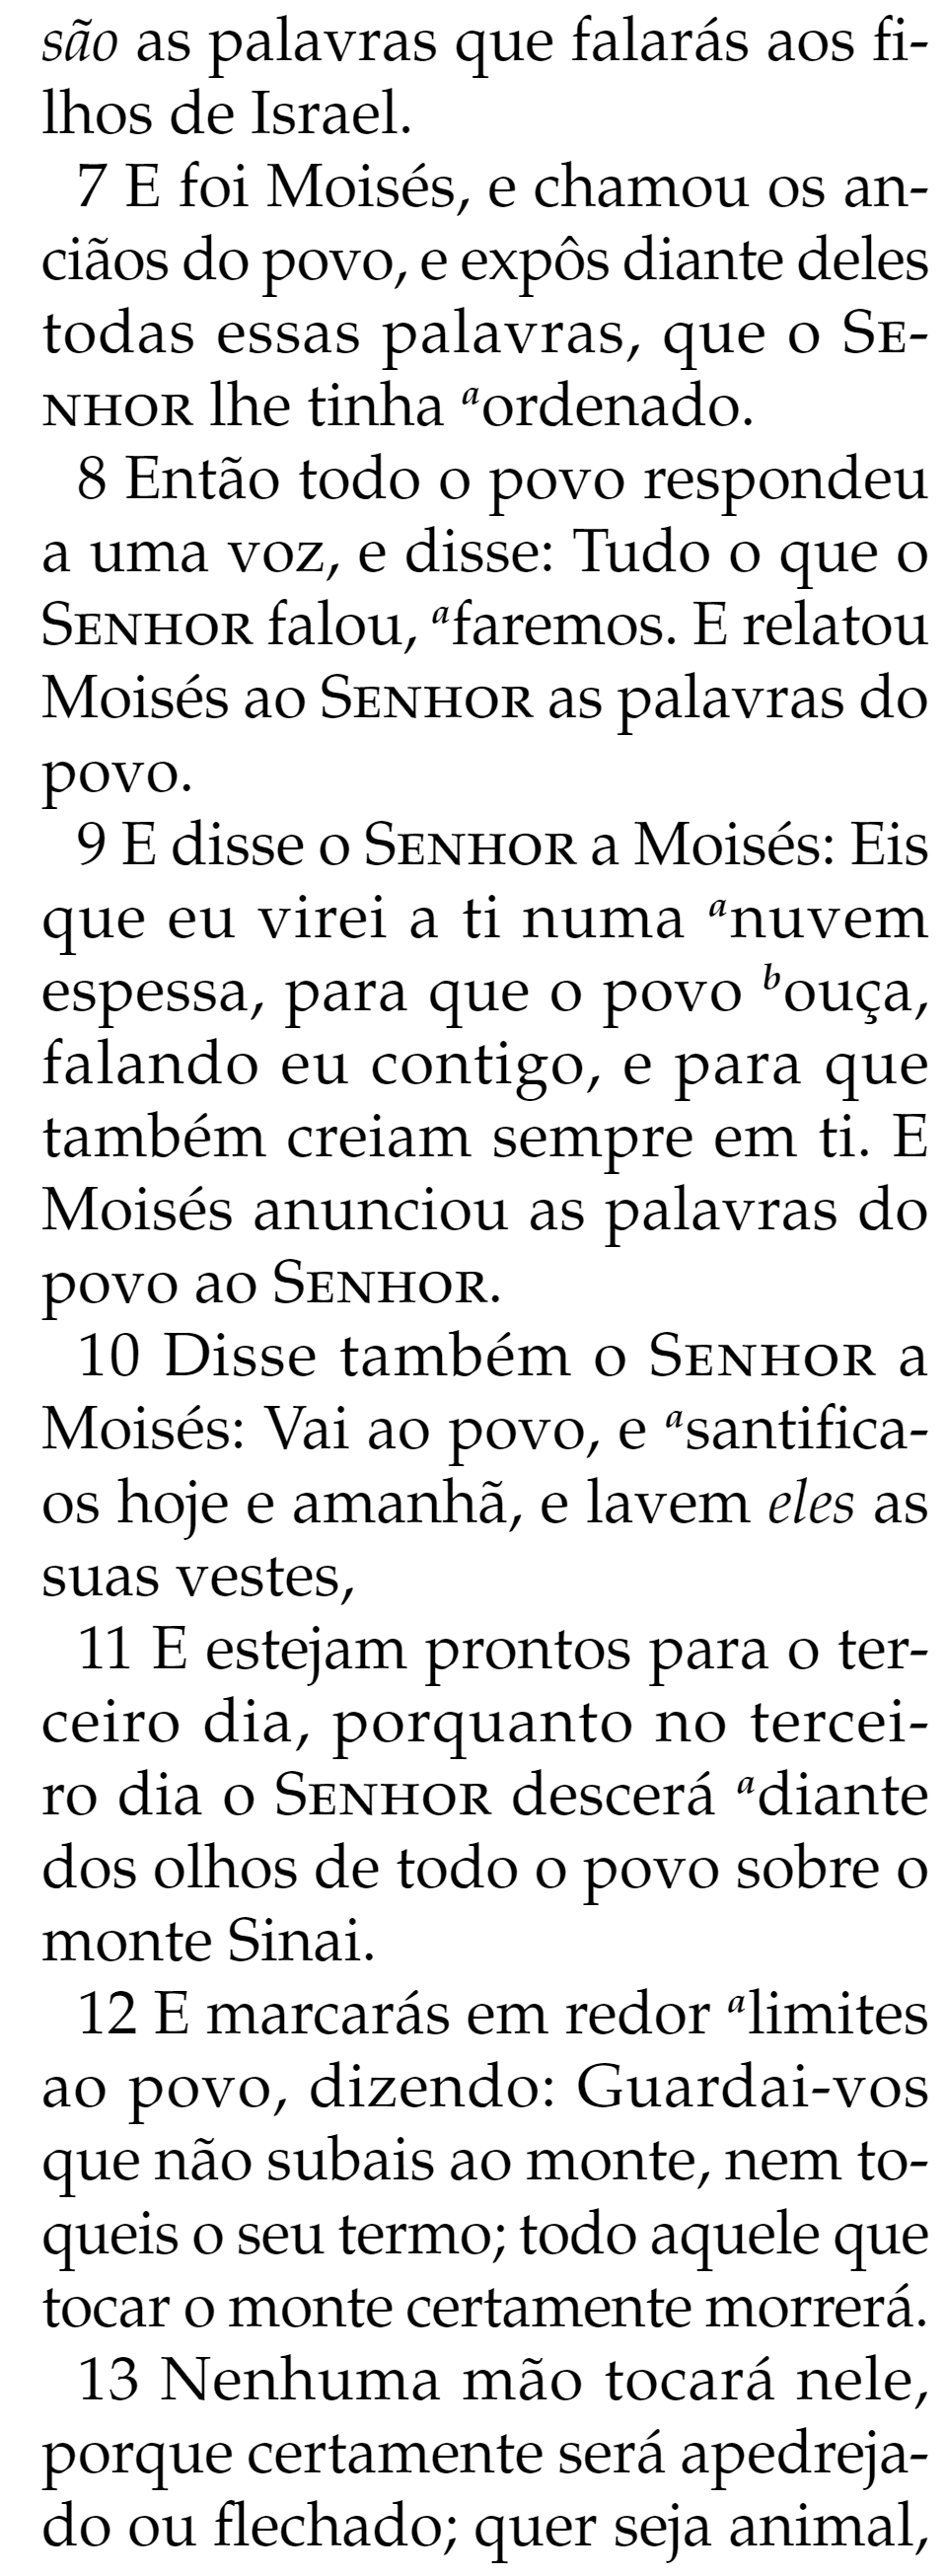 são as palavras que falarás aos fi-
lhos de Israel.
7 E foi Moisés, e chamou os an-
ciãos do povo, e expôs diante deles
todas essas palavras, que o SE-
NHOR lhe tinha ᵃordenado.
8 Então todo o povo respondeu
a uma voz, e disse: Tudo o que o
SENHOR falou, ᵃfaremos. E relatou
Moisés ao SENHOR as palavras do
povo.
9 E disse o SENHOR a Moisés: Eis
que eu virei a ti numa ᵃnuvem
espessa, para que o povo ᵇouça,
falando eu contigo, e para que
também creiam sempre em ti. E
Moisés anunciou as palavras do
povo ao SENHOR.
10 Disse também o SENHOR a
Moisés: Vai ao povo, e ᵃsantifica-
os hoje e amanhã, e lavem eles as
suas vestes,
11 E estejam prontos para o ter-
ceiro dia, porquanto no tercei-
ro dia o SENHOR descerá ᵃdiante
dos olhos de todo o povo sobre o
monte Sinai.
12 E marcarás em redor ᵃlimites
ao povo, dizendo: Guardai-vos
que não subais ao monte, nem to-
queis o seu termo; todo aquele que
tocar o monte certamente morrerá.
13 Nenhuma mão tocará nele,
porque certamente será apedreja-
do ou flechado; quer seja animal,